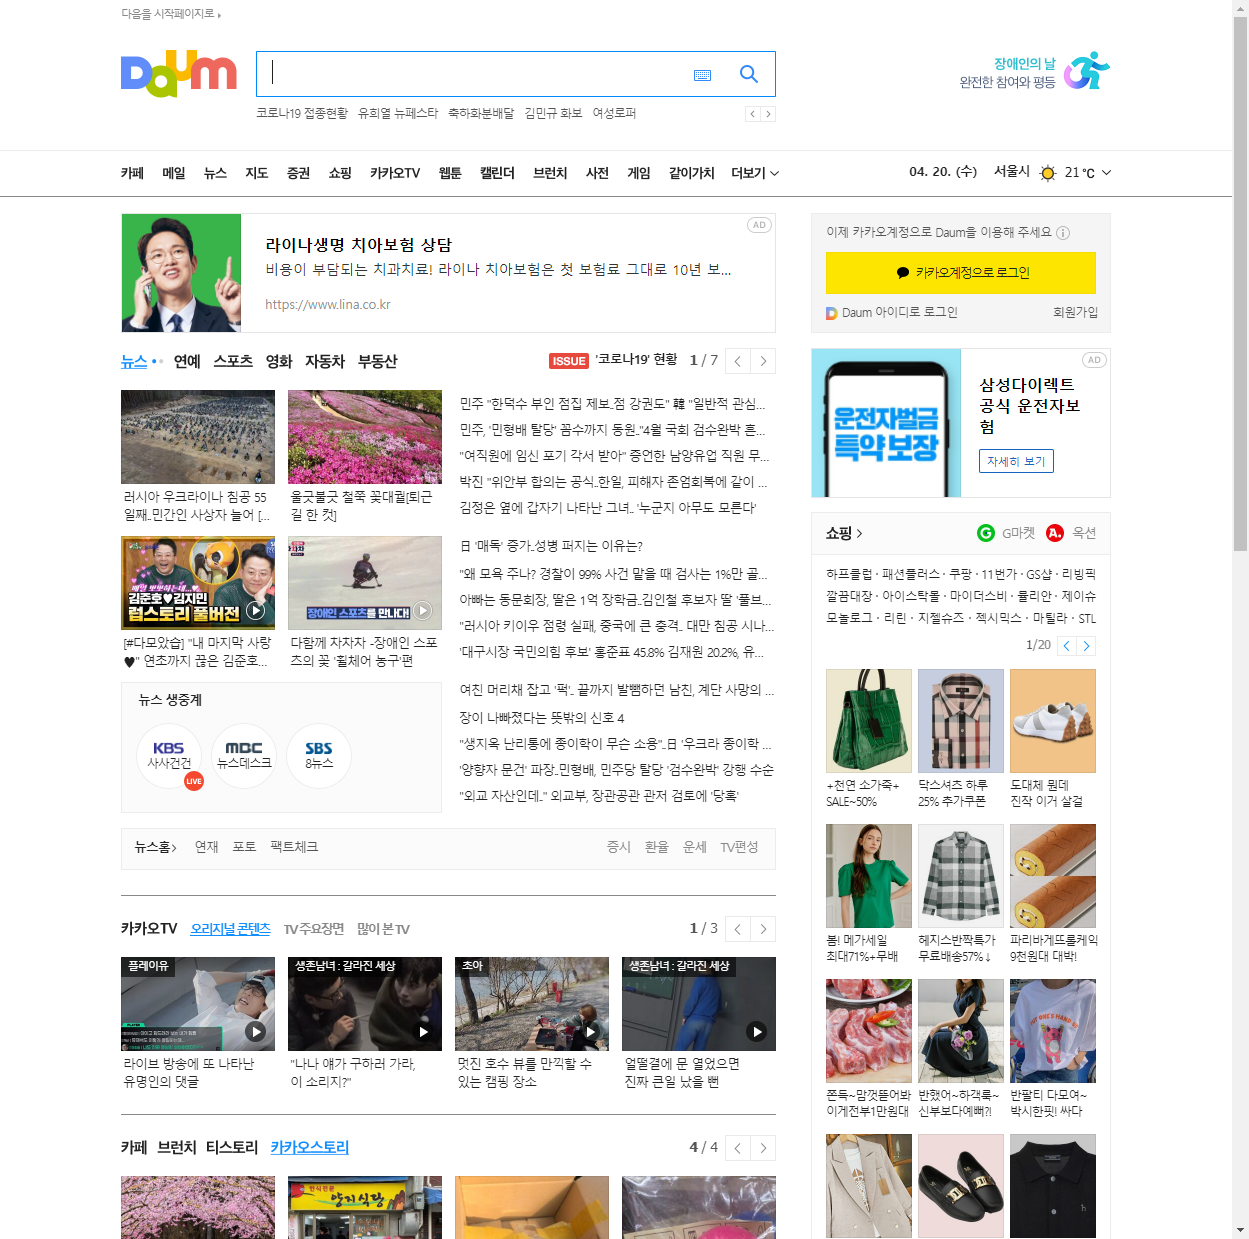 다음을 시작페이지로
Daum
코로나19 접종현황 유희열 뉴페스타 축하화분배달 김민규 화보 여성로퍼
장애인의 날
완전한 참여와 평등
카페 메일 뉴스 지도 증권 쇼핑 카카오TV 웹툰 캘린더 브런치 사전 게임 같이가치 더보기
04. 20. (수) 서울시 21 ℃
AD
라이나생명 치아보험 상담
비용이 부담되는 치과치료! 라이나 치아보험은 첫 보험료 그대로 10년 보...
https://www.lina.co.kr
이제 카카오계정으로 Daum을 이용해 주세요
카카오계정으로 로그인
Daum 아이디로 로그인 회원가입
뉴스 연예 스포츠 영화 자동차 부동산
ISSUE '코로나19' 현황 1 / 7
러시아 우크라이나 침공 55
일째..민간인 사상자 늘어 [...
울긋불긋 철쭉 꽃대궐[퇴근
길 한 컷]
김준호♥김지민
럽스토리 풀버전
장애인 스포츠를 만나다!
[#다모았습] "내 마지막 사랑
♥" 연초까지 끊은 김준호...
다함께 차차차 -장애인 스포
츠의 꽃 '휠체어 농구'편
민주 "한덕수 부인 점집 제보..점 강권도" 韓 "일반적 관심...
민주, '민형배 탈당' 꼼수까지 동원.."4월 국회 검수완박 흔...
"여직원에 임신 포기 각서 받아" 증언한 남양유업 직원 무...
박진 "위안부 합의는 공식..한일, 피해자 존엄회복에 같이 ...
김정은 옆에 갑자기 나타난 그녀.. '누군지 아무도 모른다'
日 '매독' 증가..성병 퍼지는 이유는?
"왜 모욕 주나? 경찰이 99% 사건 맡을 때 검사는 1%만 골...
아빠는 동문회장, 딸은 1억 장학금..김인철 후보자 딸 '풀브...
"러시아 키이우 점령 실패, 중국에 큰 충격.. 대만 침공 시나...
'대구시장 국민의힘 후보' 홍준표 45.8% 김재원 20.2%, 유...
여친 머리채 잡고 '퍽'.. 끝까지 발뺌하던 남친, 계단 사망의 ...
장이 나빠졌다는 뜻밖의 신호 4
"생지옥 난리통에 종이학이 무슨 소용"..日 '우크라 종이학 ...
'양향자 문건' 파장..민형배, 민주당 탈당 '검수완박' 강행 수순
"외교 자산인데.." 외교부, 장관공관 관저 검토에 '당혹'
뉴스 생중계
KBS
시사건건
LIVE
MBC
뉴스데스크
SBS
8뉴스
뉴스홈 연재 포토 팩트체크 증시 환율 운세 TV편성
AD
운전자벌금
특약 보장
삼성다이렉트
공식 운전자보
험
자세히 보기
쇼핑 G마켓 옥션
하프클럽 · 패션플러스 · 쿠팡 · 11번가 · GS샵 · 리빙픽
깔끔대장 · 아이스탁몰 · 마이더스비 · 플리안 · 제이슈
모놀로그 · 리린 · 지젤슈즈 · 젝시믹스 · 마틸라 · STL
1/20
+천연 소가죽+
SALE~50%
닥스셔츠 하루
25% 추가쿠폰
도대체 뭔데
진작 이거 살걸
봄! 메가세일
최대71%+무배
헤지스반짝특가
무료배송57%↓
파리바게뜨롤케익
9천원대 대박!
쫀득~맘껏뜯어봐
이게전부1만원대
반했어~하객룩~
신부보다예뻐?!
반팔티 다모여~
박시한핏! 싸다
카카오TV 오리지널 콘텐츠 TV 주요장면 많이 본 TV 1 / 3
플레이유
라이브 방송에 또 나타난
유명인의 댓글
생존남녀 : 갈라진 세상
"나나 얘가 구하러 가라,
이 소리지?"
초아
멋진 호수 뷰를 만끽할 수
있는 캠핑 장소
생존남녀 : 갈라진 세상
얼떨결에 문 열었으면
진짜 큰일 났을 뻔
카페 브런치 티스토리 카카오스토리 4 / 4
양지식당